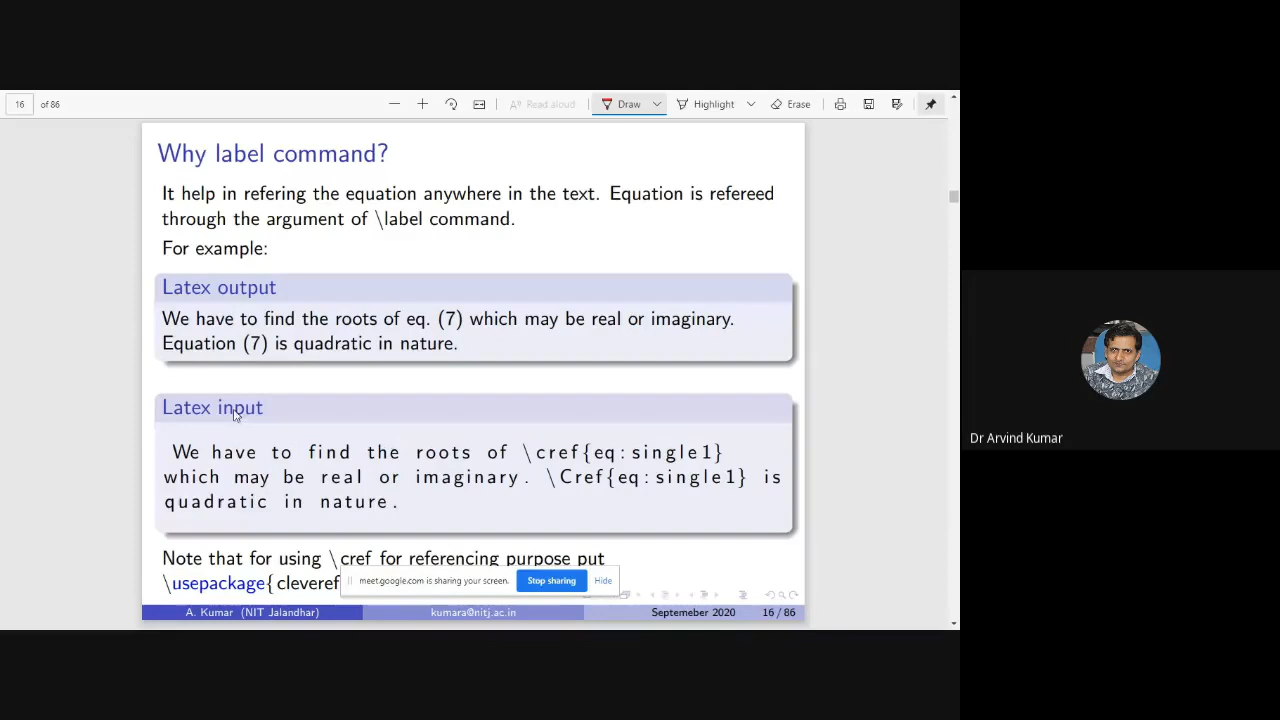 16 of 86
Read aloud
Draw
Highlight
Erase
Why label command?
It help in refering the equation anywhere in the text. Equation is refereed
through the argument of \label command.
For example:
Latex output
We have to find the roots of eq. (7) which may be real or imaginary.
Equation (7) is quadratic in nature.
Latex input
We have to find the roots of \cref{eq:single1}
which may be real or imaginary. \Cref{eq:single1} is
quadratic in nature.
Note that for using \cref for referencing purpose put
\usepackage{cleveref
meet.google.com is sharing your screen.
Stop sharing
Hide
A. Kumar (NIT Jalandhar)
kumara@nitj.ac.in
Septemeber 2020
16 / 86
Dr Arvind Kumar